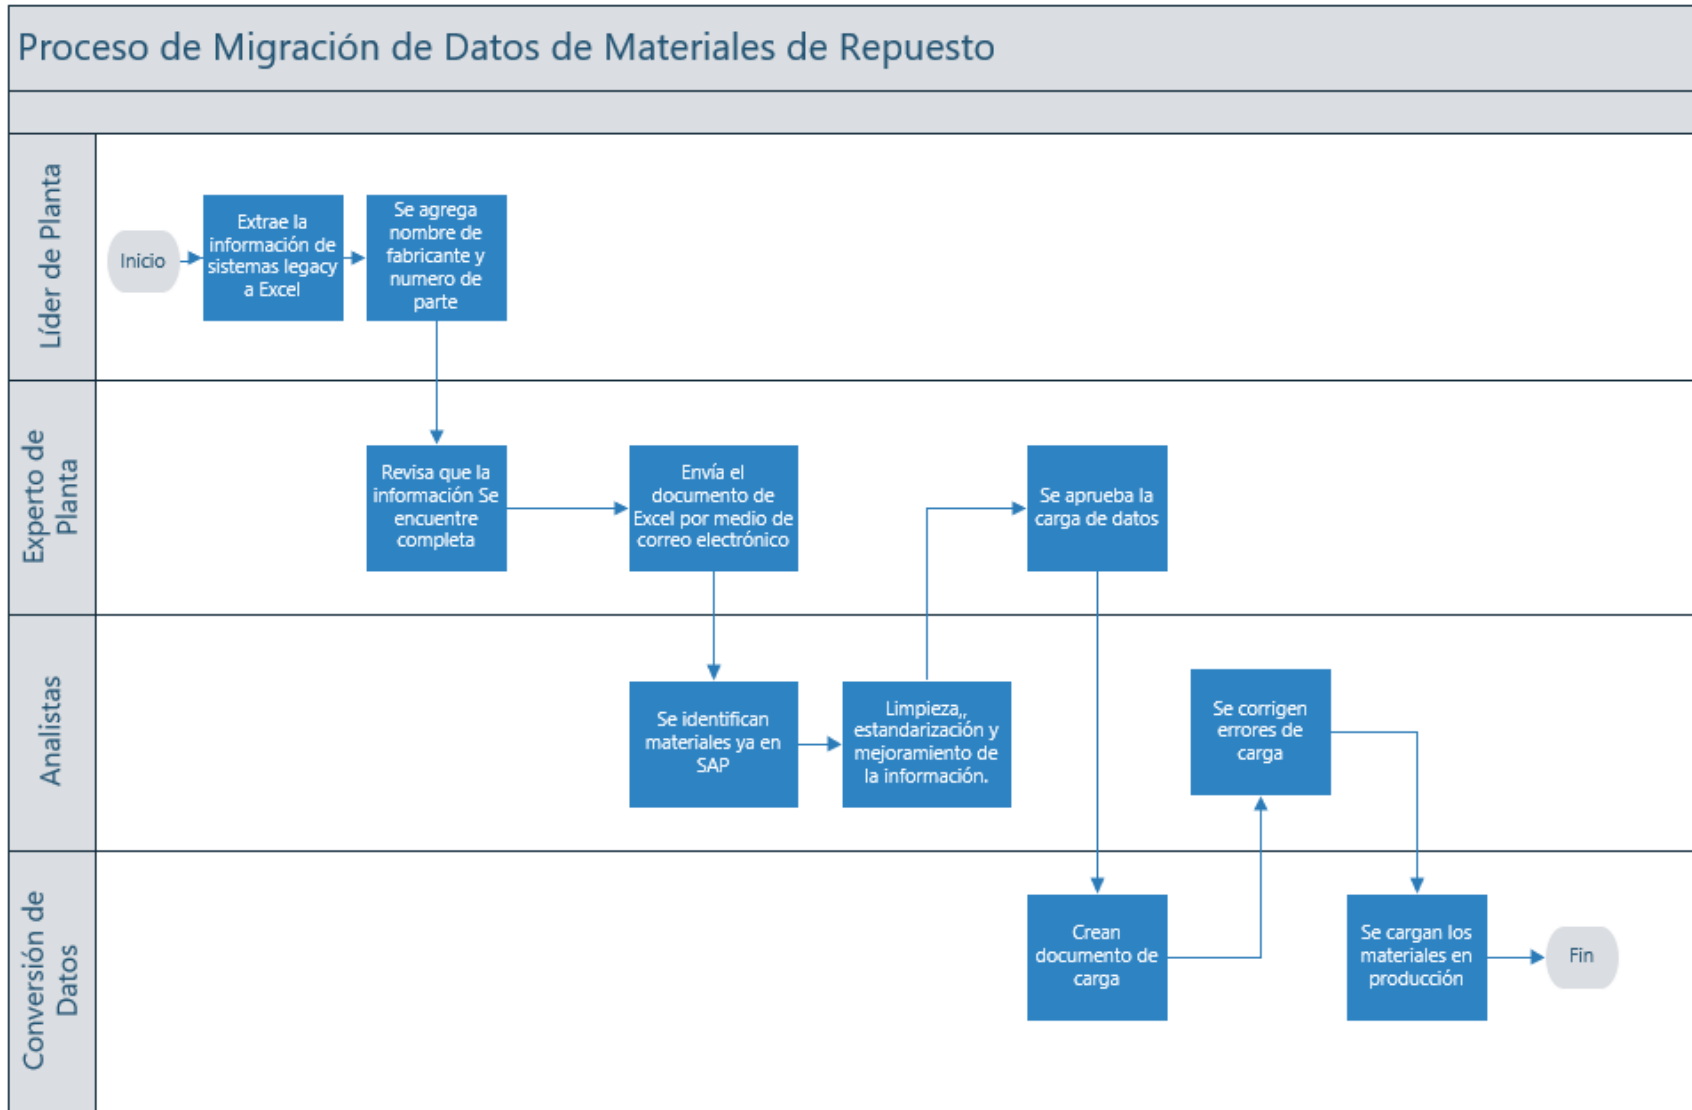 Proceso de Migración de Datos de Materiales de Repuesto
Líder de Planta
Inicio
Extrae la
información de
sistemas legacy
a Excel
Se agrega
nombre de
fabricante y
numero de
parte
Experto de
Planta
Revisa que la
información Se
encuentre
completa
Envía el
documento de
Excel por medio de
correo electrónico
Se aprueba la
carga de datos
Analistas
Se identifican
materiales ya en
SAP
Limpieza,,
estandarización y
mejoramiento de
la información.
Se corrigen
errores de
carga
Conversión de
Datos
Crean
documento de
carga
Se cargan los
materiales en
producción
Fin